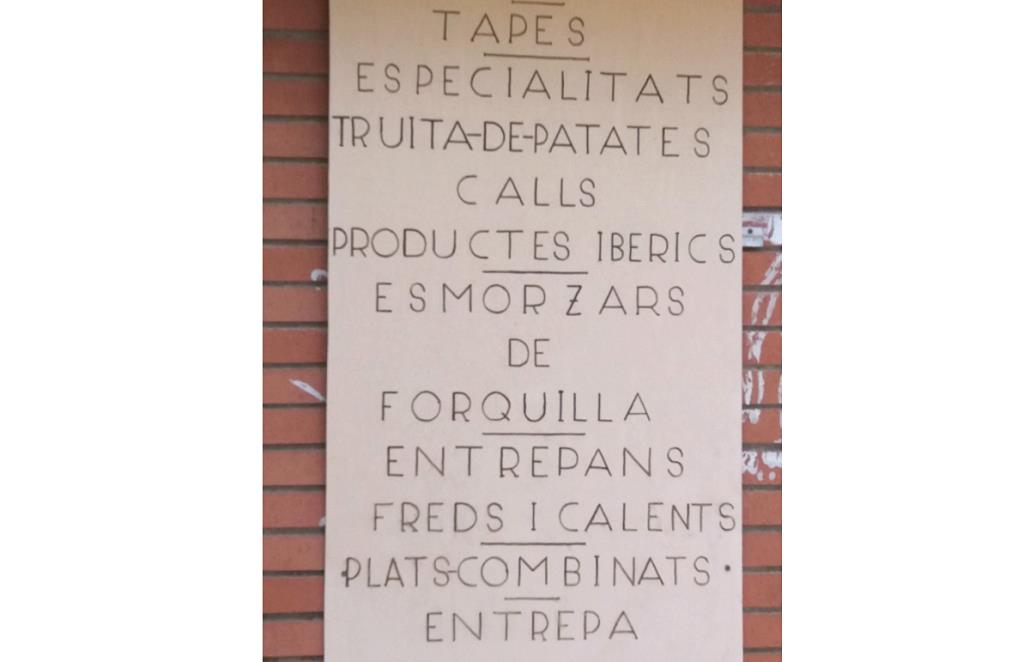 TAPES
ESPECIALITATS
TRUITA-DE-PATATES
CALLS
PRODUCTES IBERICS
ESMORZARS
DE
FORQUILLA
ENTREPANS
FREDS I CALENTS
·PLATS-COMBINATS·
ENTREPA